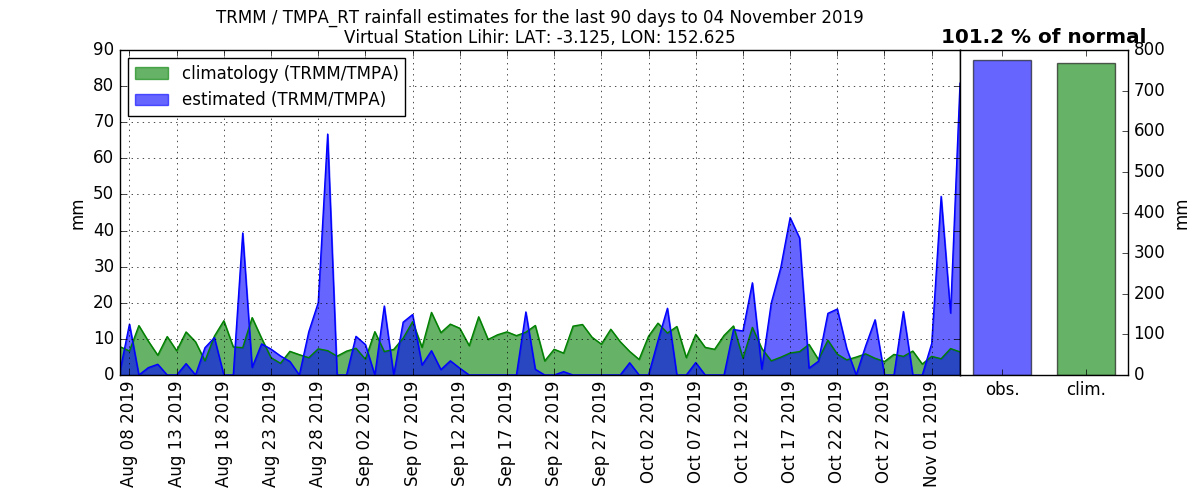 TRMM / TMPA_RT rainfall estimates for the last 90 days to 04 November 2019
Virtual Station Lihir: LAT: -3.125, LON: 152.625
101.2 % of normal
climatology (TRMM/TMPA)
estimated (TRMM/TMPA)
90
80
70
60
50
40
30
20
10
0
mm
Aug 08 2019
Aug 13 2019
Aug 18 2019
Aug 23 2019
Aug 28 2019
Sep 02 2019
Sep 07 2019
Sep 12 2019
Sep 17 2019
Sep 22 2019
Sep 27 2019
Oct 02 2019
Oct 07 2019
Oct 12 2019
Oct 17 2019
Oct 22 2019
Oct 27 2019
Nov 01 2019
obs.
clim.
800
700
600
500
400
300
200
100
0
mm